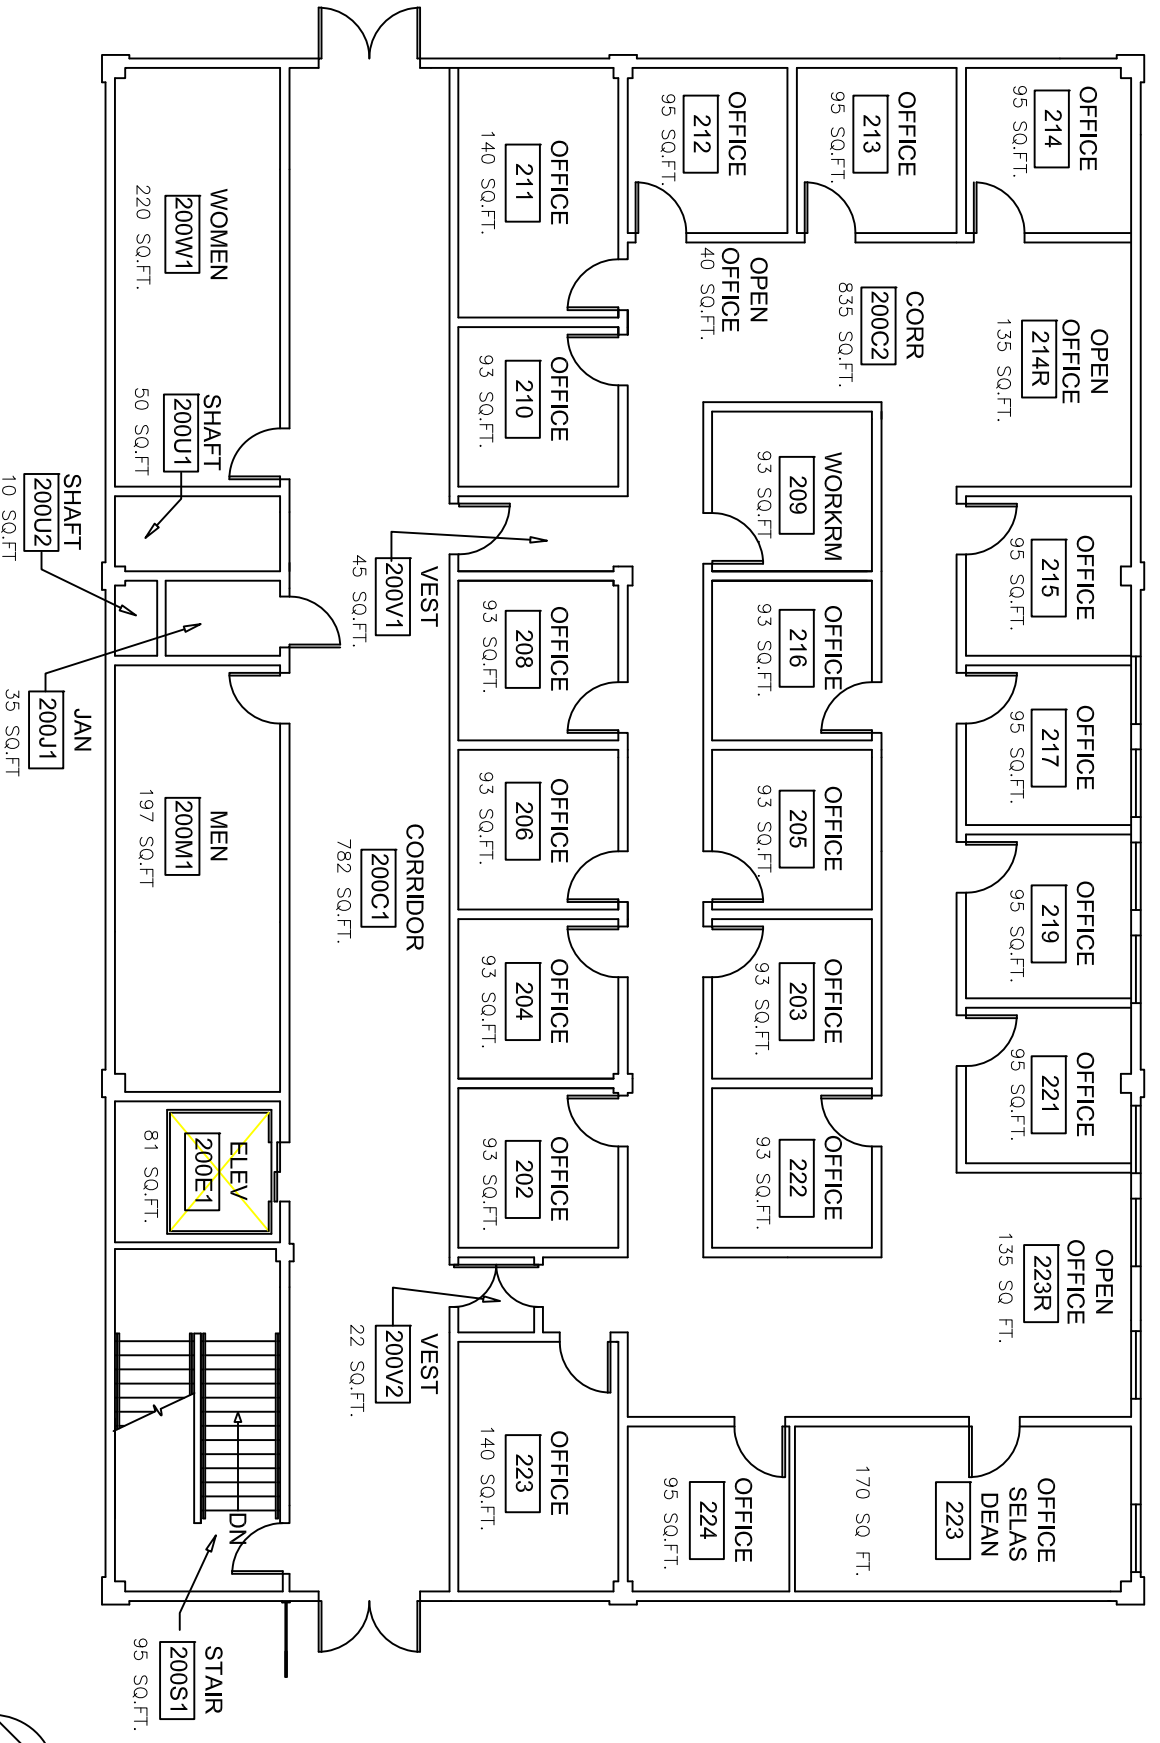 OFFICE
214
95 SQ.FT.
OPEN
OFFICE
214R
135 SQ.FT.
OFFICE
215
95 SQ.FT.
OFFICE
217
95 SQ.FT.
OFFICE
219
95 SQ.FT.
OFFICE
221
95 SQ.FT.
OPEN
OFFICE
223R
135 SQ FT.
OFFICE
SELAS
DEAN
223
170 SQ FT.
OFFICE
213
95 SQ.FT.
CORR
200C2
835 SQ.FT.
WORKRM
209
93 SQ.FT
OFFICE
216
93 SQ.FT.
OFFICE
205
93 SQ.FT.
OFFICE
203
93 SQ.FT.
OFFICE
222
93 SQ.FT.
OFFICE
212
95 SQ.FT.
OPEN
OFFICE
40 SQ.FT.
OFFICE
224
95 SQ.FT.
OFFICE
211
140 SQ.FT.
OFFICE
210
93 SQ.FT.
OFFICE
208
93 SQ.FT.
OFFICE
206
93 SQ.FT.
OFFICE
204
93 SQ.FT.
OFFICE
202
93 SQ.FT.
OFFICE
223
140 SQ.FT.
VEST
200V1
45 SQ.FT.
CORRIDOR
200C1
782 SQ.FT.
VEST
200V2
22 SQ.FT.
WOMEN
200W1
220 SQ.FT.
SHAFT
200U1
50 SQ.FT
MEN
200M1
197 SQ.FT
ELEV
200E1
81 SQ.FT.
DN
STAIR
200S1
95 SQ.FT.
SHAFT
200U2
10 SQ.FT
JAN
200J1
35 SQ.FT